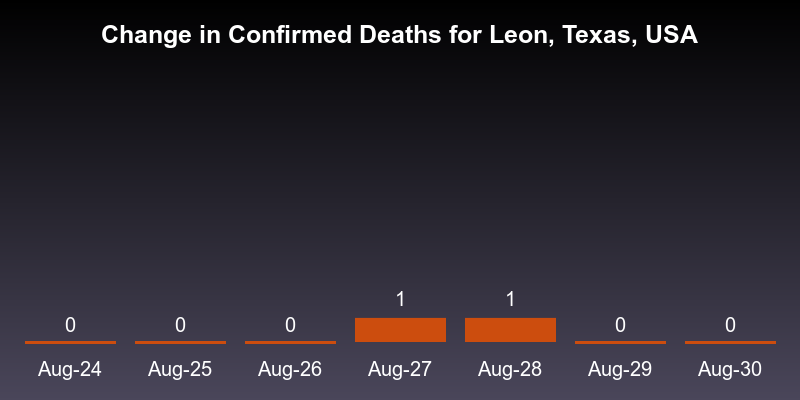 Change in Confirmed Deaths for Leon, Texas, USA
1 1
0 0 0 0 0
Aug-24 Aug-25 Aug-26 Aug-27 Aug-28 Aug-29 Aug-30